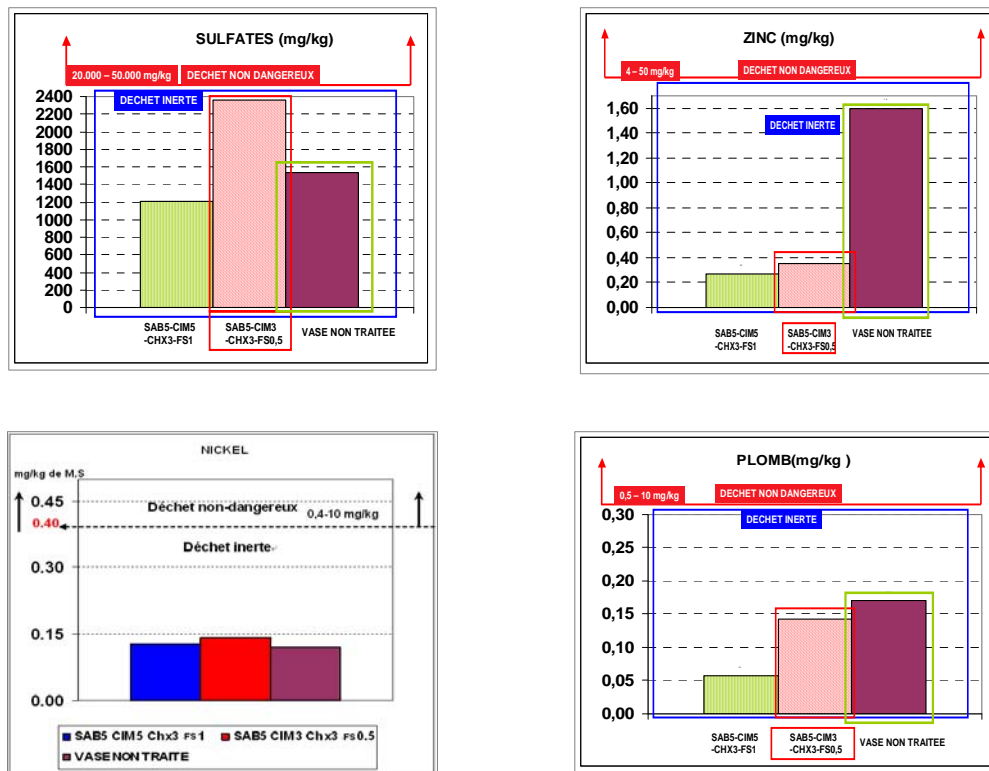 SULFATES (mg/kg)
20.000 – 50.000 mg/kg DECHET NON DANGEREUX
DECHET INERTE
2400
2200
2000
1800
1600
1400
1200
1000
800
600
400
200
0
SAB5-CIM5
-CHX3-FS1
SAB5-CIM3
-CHX3-FS0,5
VASE NON TRAITEE
ZINC (mg/kg)
4 – 50 mg/kg DECHET NON DANGEREUX
DECHET INERTE
1,60
1,40
1,20
1,00
0,80
0,60
0,40
0,20
0,00
SAB5-CIM5
-CHX3-FS1
SAB5-CIM3
-CHX3-FS0,5
VASE NON TRAITEE
NICKEL
mg/kg de M.S
0.45
Déchet non-dangereux 0,4-10 mg/kg
0.40
Déchet inerte
0.30
0.15
0.00
SAB5 CIM5 Chx3 FS1 SAB5 CIM3 Chx3 FS0.5
VASE NON TRAITE
PLOMB(mg/kg )
0,5 – 10 mg/kg DECHET NON DANGEREUX
DECHET INERTE
0,30
0,25
0,20
0,15
0,10
0,05
0,00
SAB5-CIM5
-CHX3-FS1
SAB5-CIM3
-CHX3-FS0,5
VASE NON TRAITEE